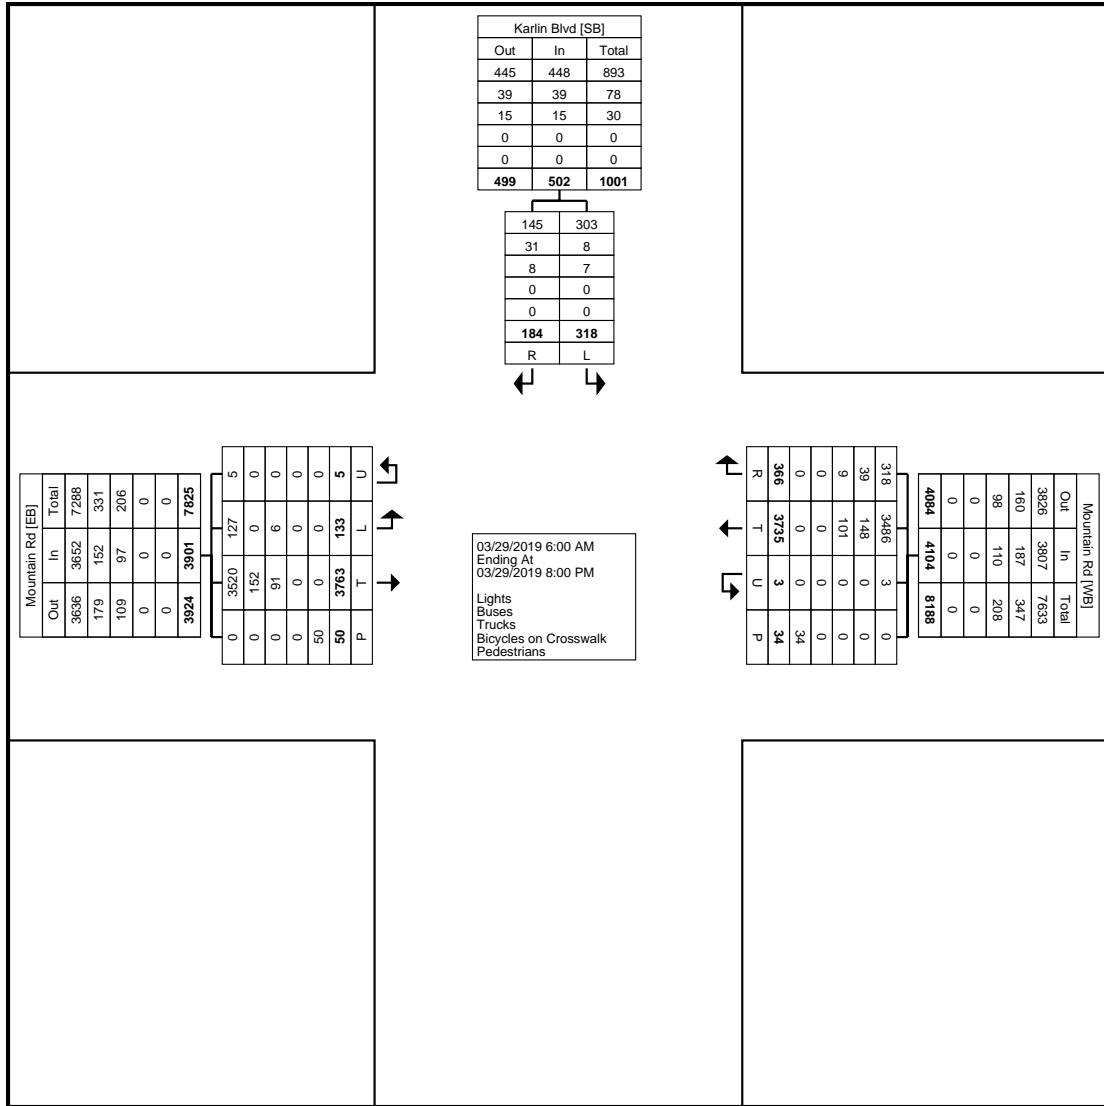 Karlin Blvd [SB]
Out In Total
445 448 893
39 39 78
15 15 30
0 0 0
0 0 0
499 502 1001
145 303
31 8
8 7
0 0
0 0
184 318
R L
Mountain Rd [EB]
Total In Out
7288 3652 3636
331 152 179
206 97 109
0 0 0
0 0 0
7825 3901 3924
5 127 3520 0
0 0 152 0
0 6 91 0
0 0 0 0
0 0 0 50
5 133 3763 50
U L T P
03/29/2019 6:00 AM
Ending At
03/29/2019 8:00 PM
Lights
Buses
Trucks
Bicycles on Crosswalk
Pedestrians
Mountain Rd [WB]
Out In Total
3826 3807 7633
160 187 347
98 110 208
0 0 0
0 0 0
4084 4104 8188
318 3486 3 0
39 148 0 0
9 101 0 0
0 0 0 0
0 0 0 34
366 3735 3 34
R T U P